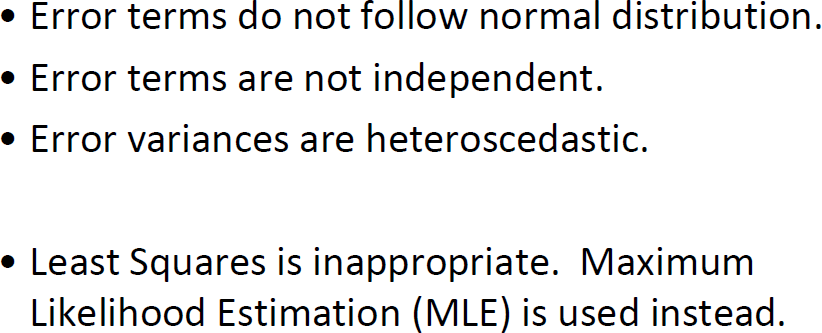 • Error terms do not follow normal distribution.
• Error terms are not independent.
• Error variances are heteroscedastic.
• Least Squares is inappropriate.  Maximum
Likelihood Estimation (MLE) is used instead.